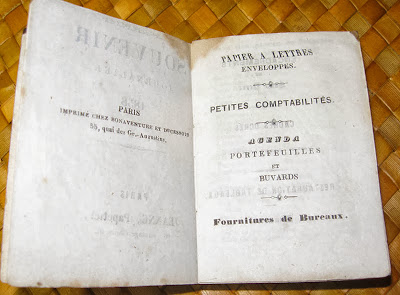 PARIS
IMPRIMÉ CHEZ BONAVENTURE ET DUCESSOIS
55, quai des Gr.-Augustins.
PAPIER A LETTRES
ENVELOPPES.
PETITES COMPTABILITÉS.
AGENDA
PORTEFEUILLES
ET
BUVARDS
Fournitures de Bureaux.